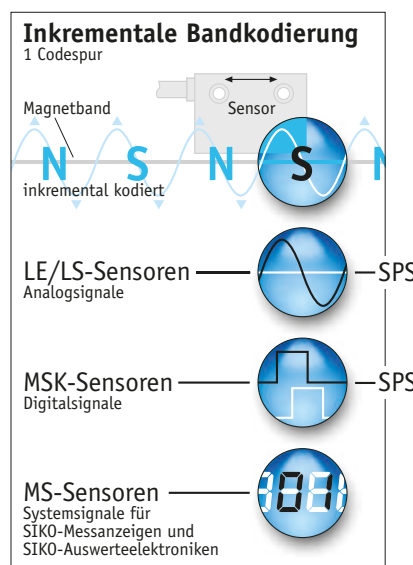 Inkrementale Bandkodierung
1 Codespur
Sensor
Magnetband
N S N S N
inkremental kodiert
LE/LS-Sensoren SPS
Analogsignale
MSK-Sensoren SPS
Digitalsignale
MS-Sensoren 01
Systemsignale für
SIKO-Messanzeigen und
SIKO-Auswerteelektroniken